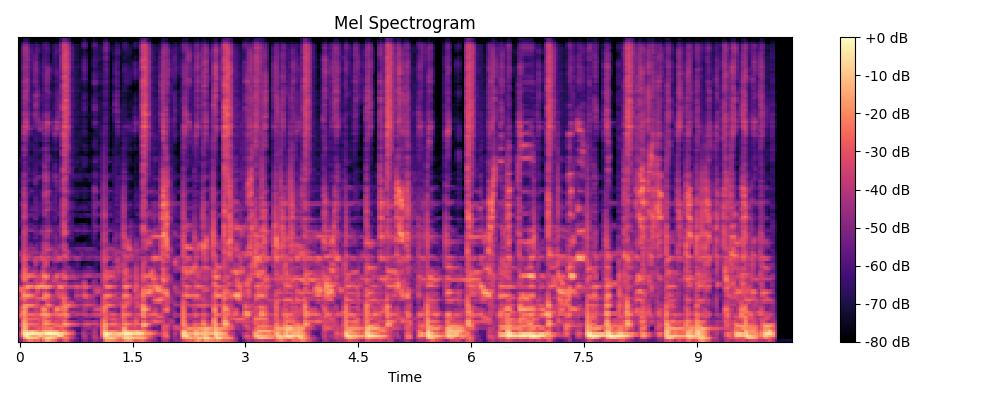 Mel Spectrogram
+0 dB
-10 dB
-20 dB
-30 dB
-40 dB
-50 dB
-60 dB
-70 dB
-80 dB
0 1.5 3 4.5 6 7.5 9
Time